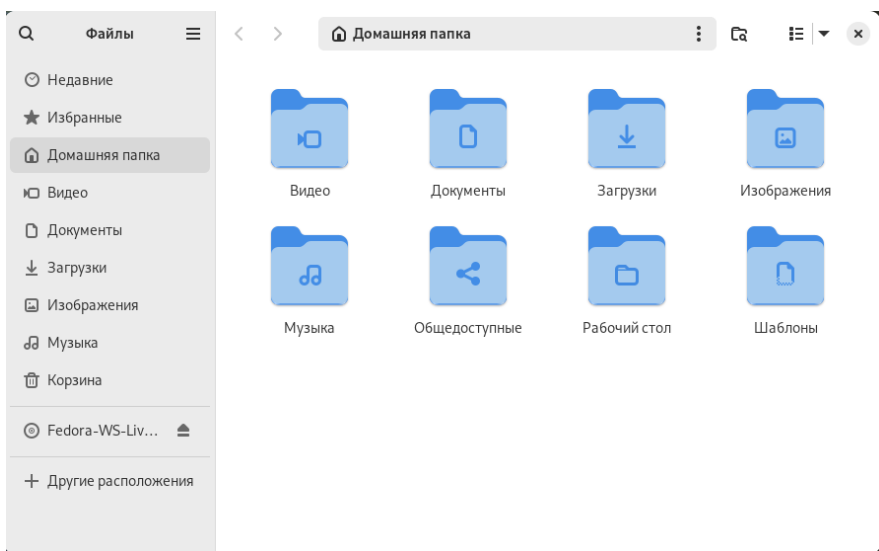 Файлы
Домашняя папка
Недавние
Избранные
Домашняя папка
Видео
Документы
Загрузки
Изображения
Музыка
Корзина
Fedora-WS-Liv...
Другие расположения
Видео
Документы
Загрузки
Изображения
Музыка
Общедоступные
Рабочий стол
Шаблоны